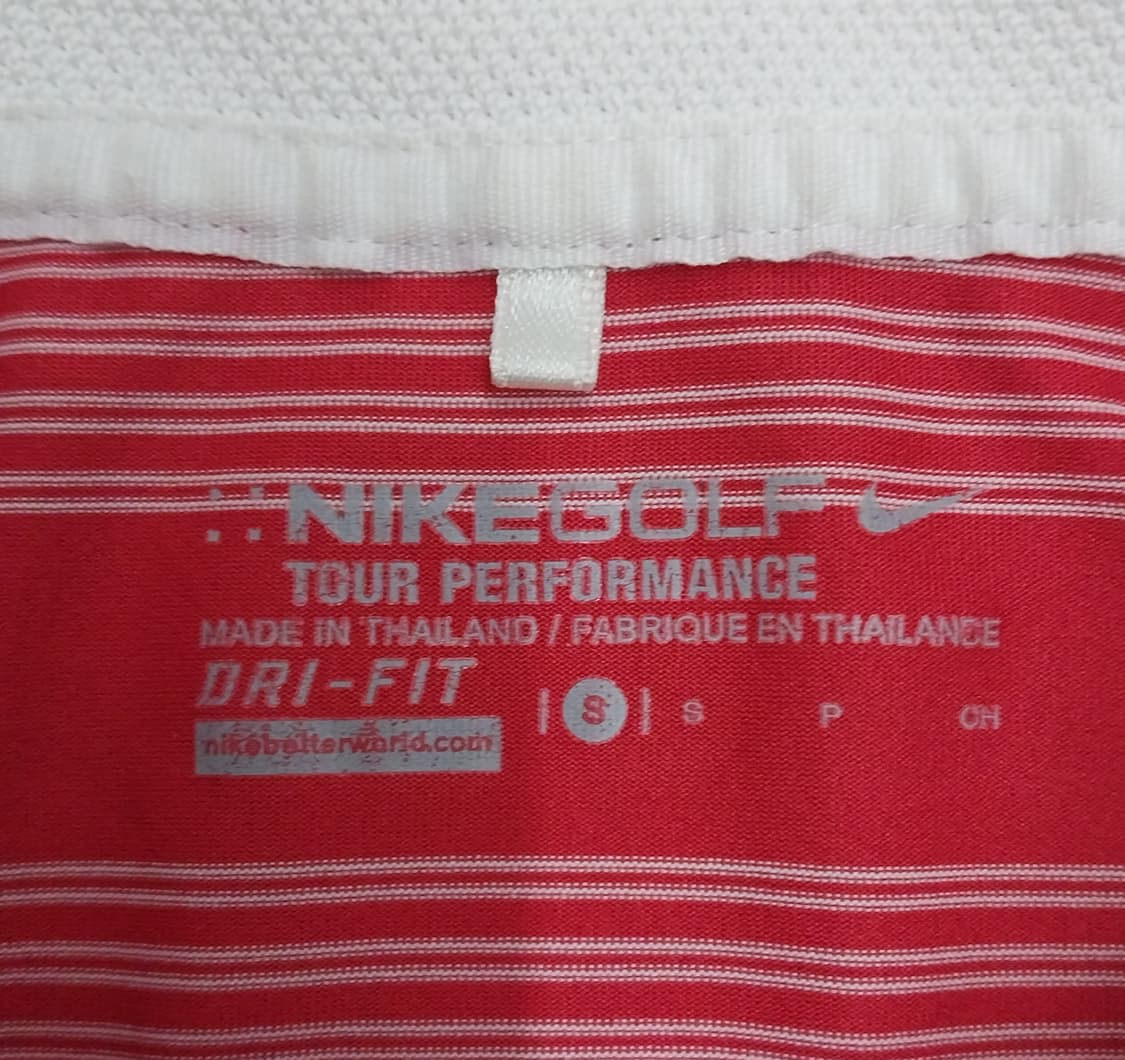 NIKEGOLF
TOUR PERFORMANCE
MADE IN THAILAND / FABRIQUE EN THAILANDE
DRI-FIT
| S | S P CH
nikebetterworld.com